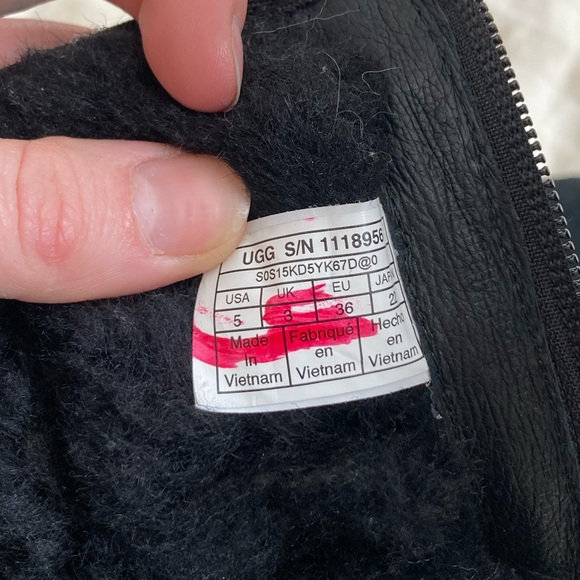 UGG S/N 1118956
S0S15KD5YK67D@0
USA UK EU JAPAN
5 3 36 22
Made Fabriqué Hecho
in en en
Vietnam Vietnam Vietnam